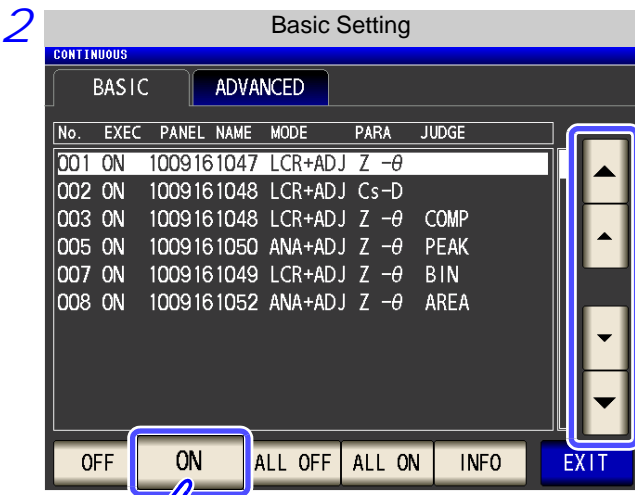 2
Basic Setting
CONTINUOUS
BASIC ADVANCED
No. EXEC PANEL NAME MODE PARA JUDGE
001 ON 1009161047 LCR+ADJ Z -θ
002 ON 1009161048 LCR+ADJ Cs-D
003 ON 1009161048 LCR+ADJ Z -θ COMP
005 ON 1009161050 ANA+ADJ Z -θ PEAK
007 ON 1009161049 LCR+ADJ Z -θ BIN
008 ON 1009161052 ANA+ADJ Z -θ AREA
OFF ON ALL OFF ALL ON INFO EXIT